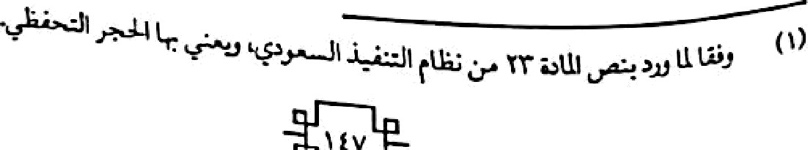 (١) وفقا لما ورد بنص المادة ٢٣ من نظام التنفيذ السعودي، ويعني بها الحجر التحفظي.
١٤٧